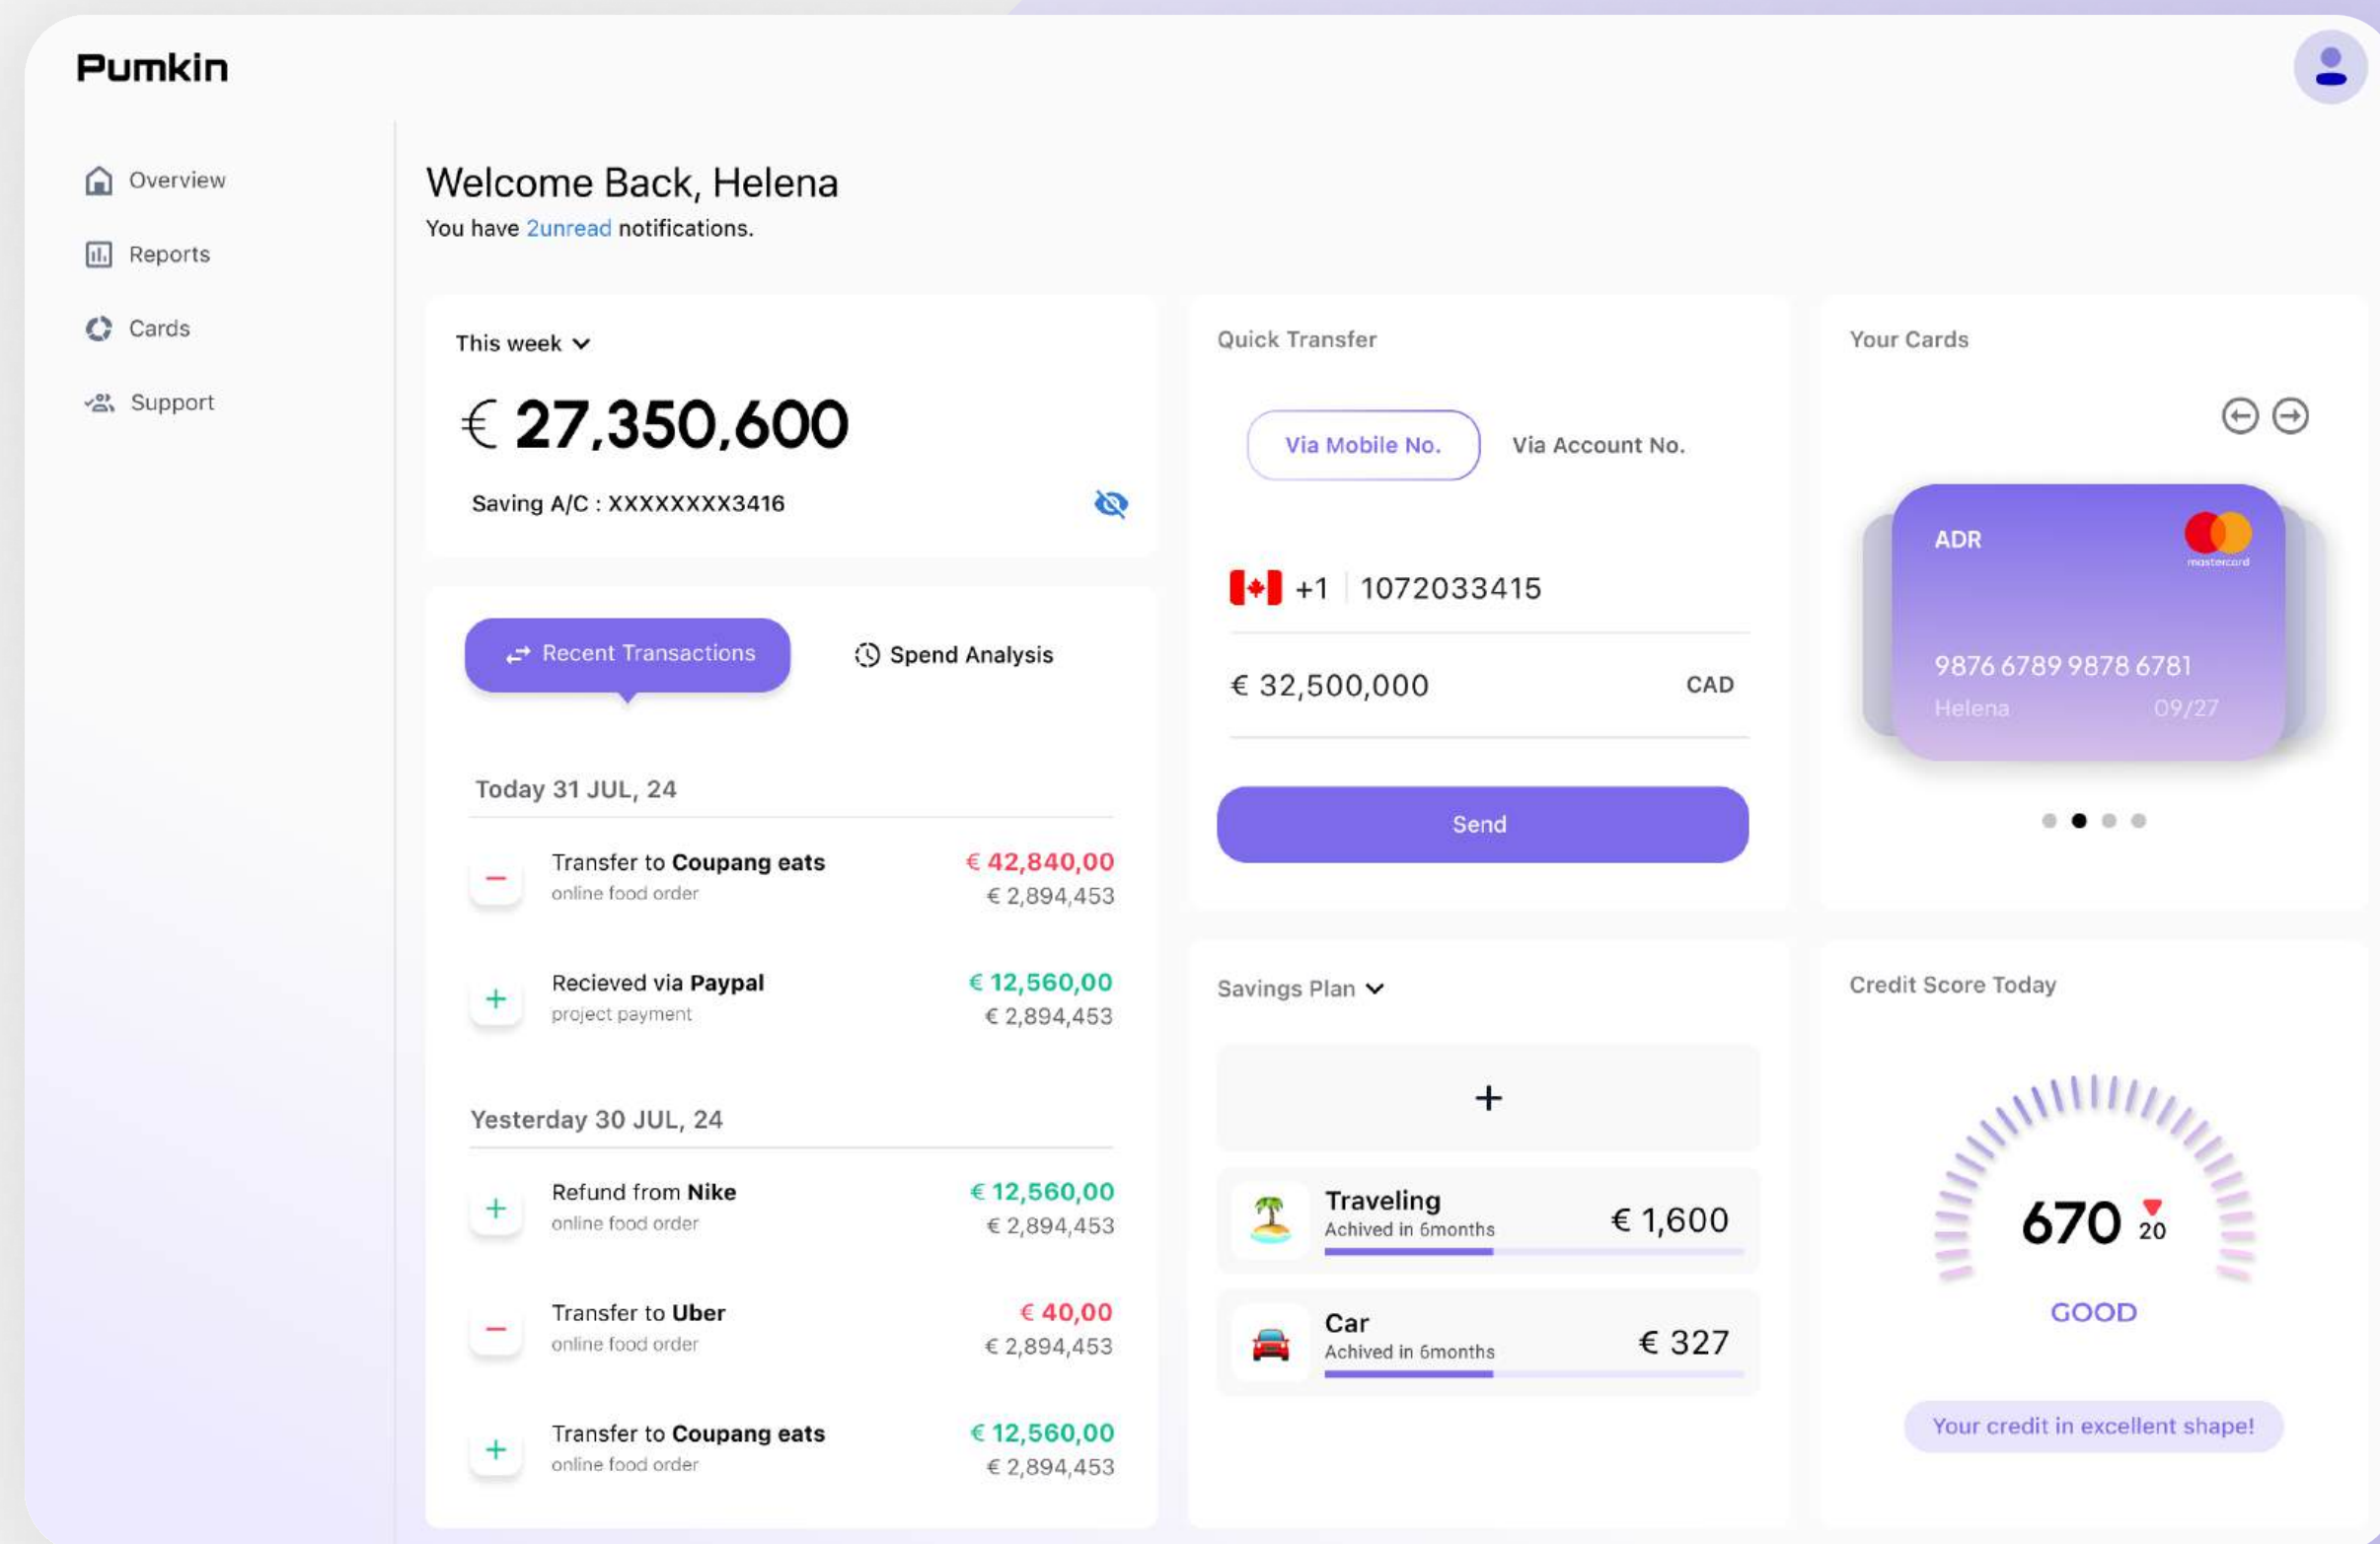 Pumkin
Overview
Reports
Cards
Support
Welcome Back, Helena
You have 2unread notifications.
This week
€ 27,350,600
Saving A/C : XXXXXXXX3416
Recent Transactions
Spend Analysis
Today 31 JUL, 24
Transfer to Coupang eats € 42,840,00
online food order € 2,894,453
Recieved via Paypal € 12,560,00
project payment € 2,894,453
Yesterday 30 JUL, 24
Refund from Nike € 12,560,00
online food order € 2,894,453
Transfer to Uber € 40,00
online food order € 2,894,453
Transfer to Coupang eats € 12,560,00
online food order € 2,894,453
Quick Transfer
Via Mobile No. Via Account No.
+1 1072033415
€ 32,500,000 CAD
Send
Your Cards
ADR
mastercard
9876 6789 9878 6781
Helena 09/27
Savings Plan
+
Traveling
Achived in 6months
€ 1,600
Car
Achived in 6months
€ 327
Credit Score Today
670 20
GOOD
Your credit in excellent shape!